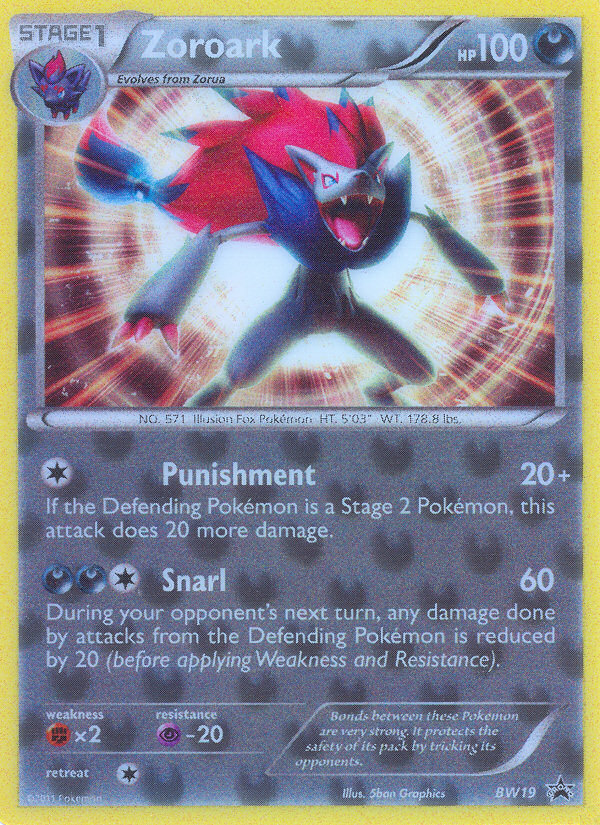 STAGE1
Zoroark
HP100
Evolves from Zorua
NO. 571 Illusion Fox Pokémon HT. 5'03" WT. 178.8 lbs.
Punishment 20+
If the Defending Pokémon is a Stage 2 Pokémon, this
attack does 20 more damage.
Snarl 60
During your opponent's next turn, any damage done
by attacks from the Defending Pokémon is reduced
by 20 (before applying Weakness and Resistance).
weakness resistance
×2 -20
Bonds between these Pokémon
are very strong. It protects the
safety of its pack by tricking its
opponents.
retreat
©2011 Pokémon
Illus. 5ban Graphics
BW19